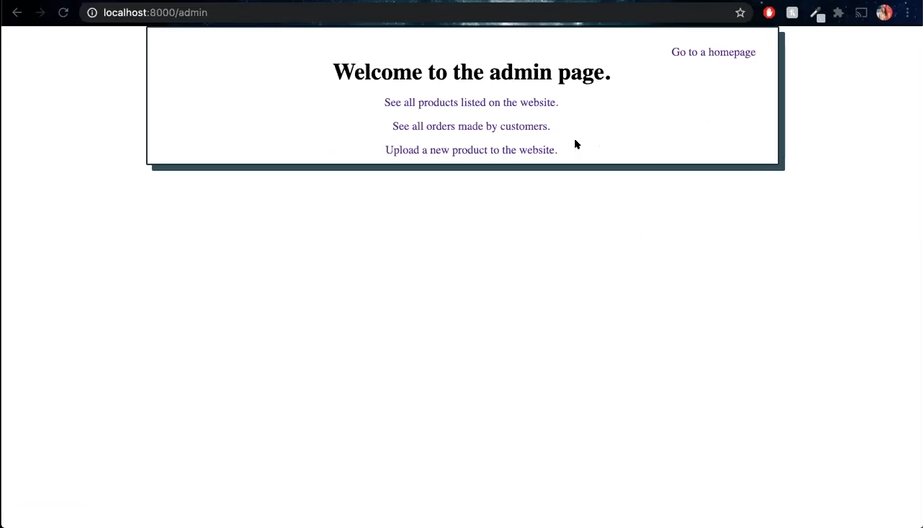 localhost:8000/admin
Go to a homepage
Welcome to the admin page.
See all products listed on the website.
See all orders made by customers.
Upload a new product to the website.